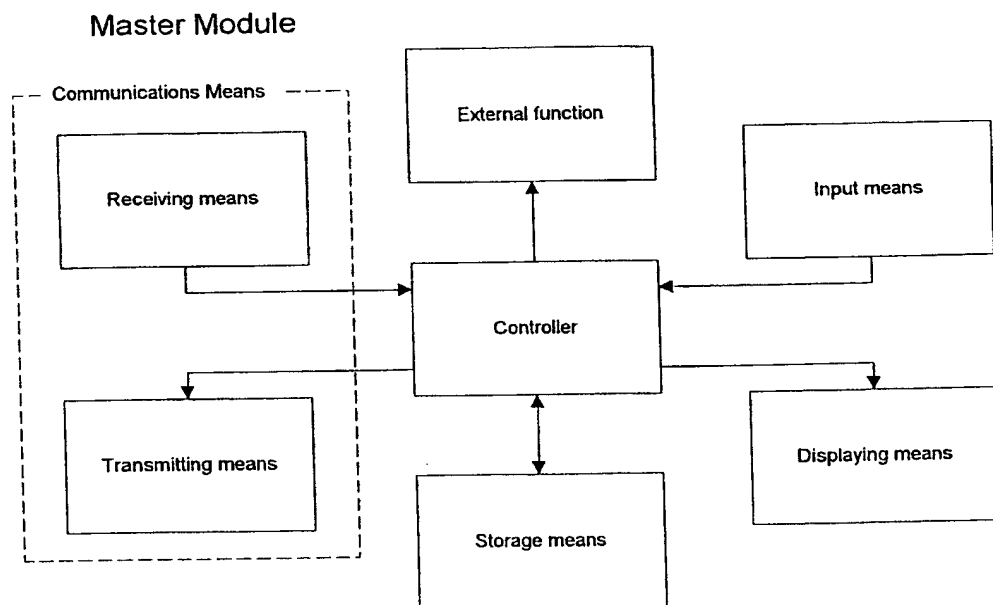 Master Module
Communications Means
External function
Receiving means
Input means
Controller
Transmitting means
Displaying means
Storage means